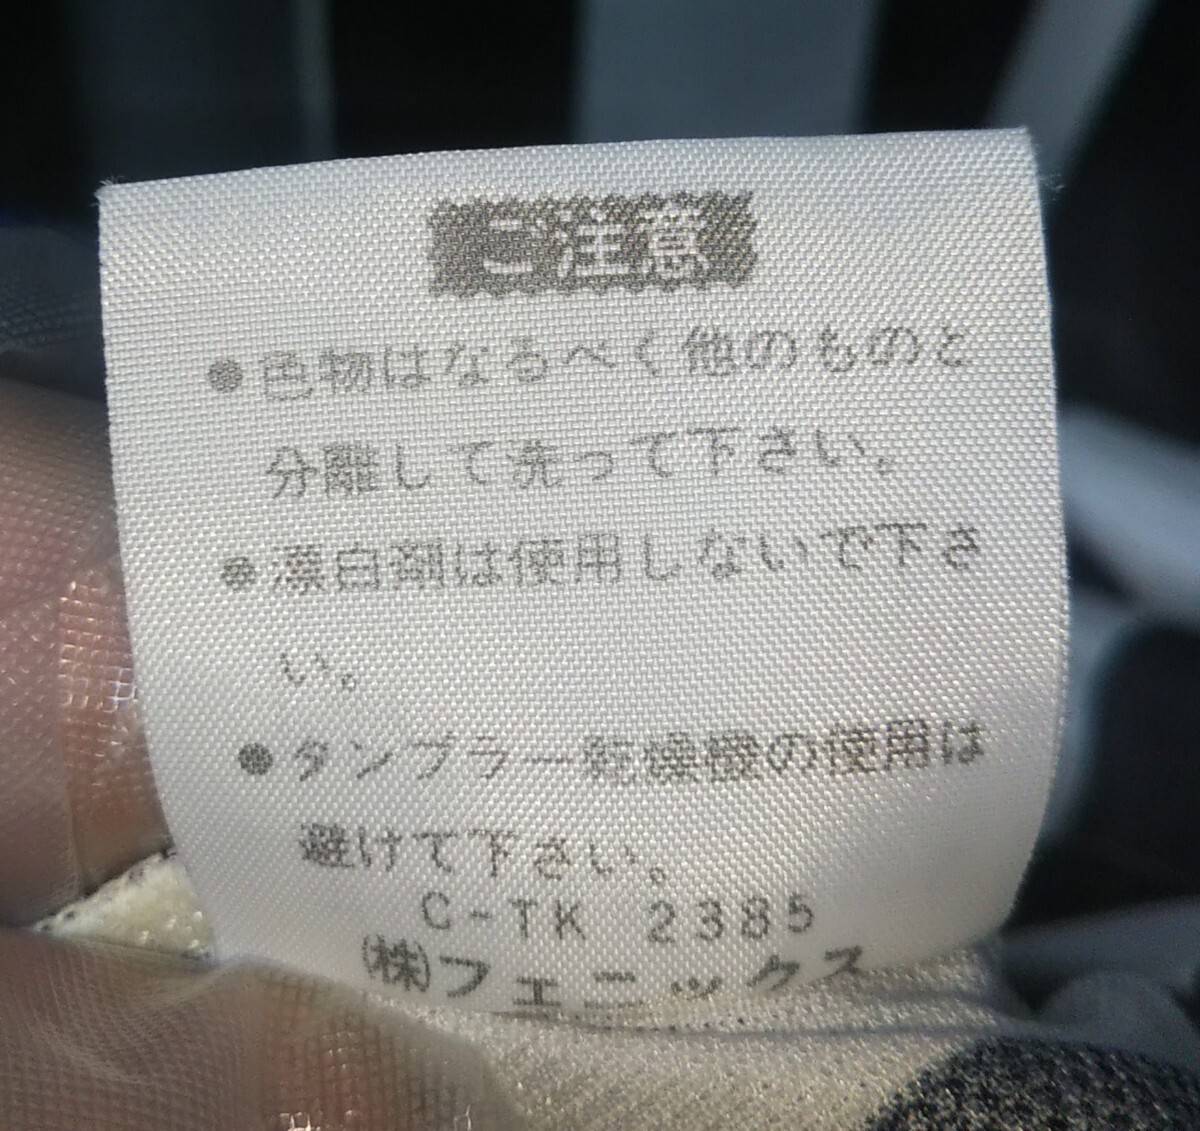 ご注意
●色物はなるべく他のものと
分離して洗って下さい。
●漂白剤は使用しないで下さ
い。
●タンブラー乾燥機の使用は
避けて下さい。
C-TK 2385
(株)フェニックス